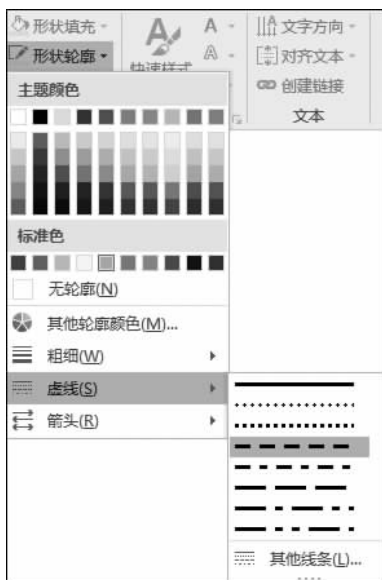 形状填充
形状轮廓
快速样式
A
A
文字方向
对齐文本
创建链接
文本
主题颜色
标准色
无轮廓(N)
其他轮廓颜色(M)...
粗细(W)
虚线(S)
箭头(R)
其他线条(L)...